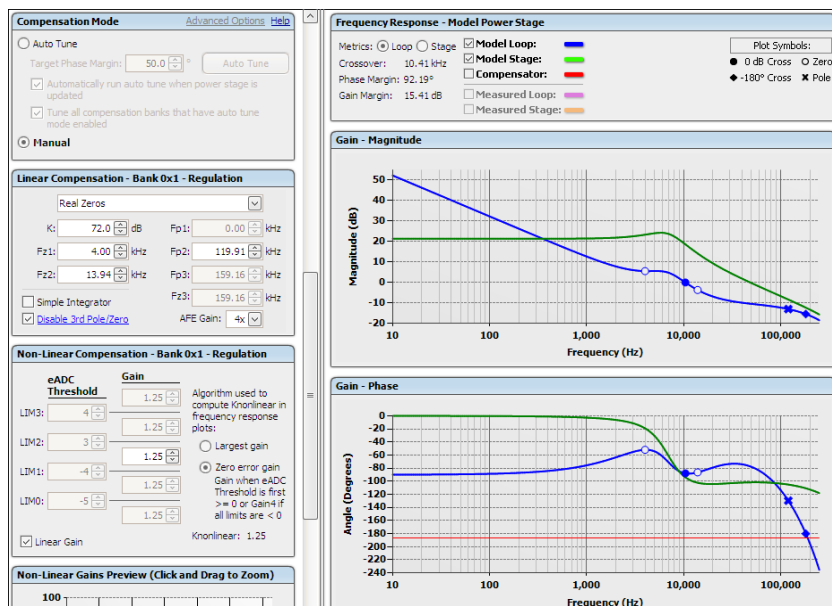 Compensation Mode Advanced Options Help
Auto Tune
Target Phase Margin: 50.0 ° Auto Tune
Automatically run auto tune when power stage is
updated
Tune all compensation banks that have auto tune
mode enabled
Manual
Linear Compensation - Bank 0x1 - Regulation
Real Zeros
K: 72.0 dB Fp1: 0.00 kHz
Fz1: 4.00 kHz Fp2: 119.91 kHz
Fz2: 13.94 kHz Fp3: 159.16 kHz
Simple Integrator Fz3: 159.16 kHz
Disable 3rd Pole/Zero AFE Gain: 4x
Non-Linear Compensation - Bank 0x1 - Regulation
eADC
Threshold
Gain
1.25
LIM3: 4
1.25
LIM2: 3
1.25
LIM1: -4
1.25
LIM0: -5
1.25
Algorithm used to
compute Knonlinear in
frequency response
plots:
Largest gain
Zero error gain
Gain when eADC
Threshold is first
>= 0 or Gain4 if
all limits are < 0
Knonlinear: 1.25
Linear Gain
Non-Linear Gains Preview (Click and Drag to Zoom)
100
Frequency Response - Model Power Stage
Metrics: Loop Stage
Crossover: 10.41 kHz
Phase Margin: 92.19°
Gain Margin: 15.41 dB
Model Loop:
Model Stage:
Compensator:
Measured Loop:
Measured Stage:
Plot Symbols:
0 dB Cross Zero
-180° Cross Pole
Gain - Magnitude
Magnitude (dB)
50
40
30
20
10
0
-10
-20
10 100 1,000 10,000 100,000
Frequency (Hz)
Gain - Phase
Angle (Degrees)
0
-20
-40
-60
-80
-100
-120
-140
-160
-180
-200
-220
-240
10 100 1,000 10,000 100,000
Frequency (Hz)